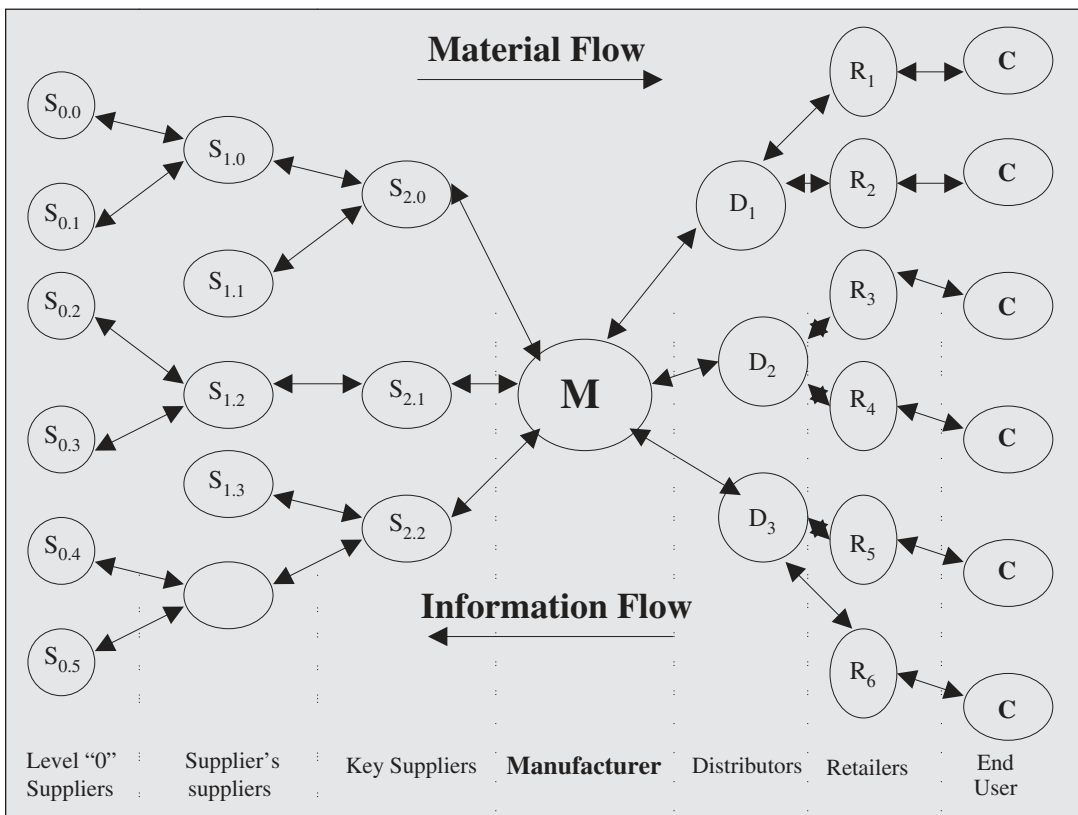 Material Flow
S0.0
S0.1
S0.2
S0.3
S0.4
S0.5
S1.0
S1.1
S1.2
S1.3
S2.0
S2.1
S2.2
M
D1
D2
D3
R1
R2
R3
R4
R5
R6
C
C
C
C
C
C
Information Flow
Level “0”
Suppliers
Supplier’s
suppliers
Key Suppliers
Manufacturer
Distributors
Retailers
End
User